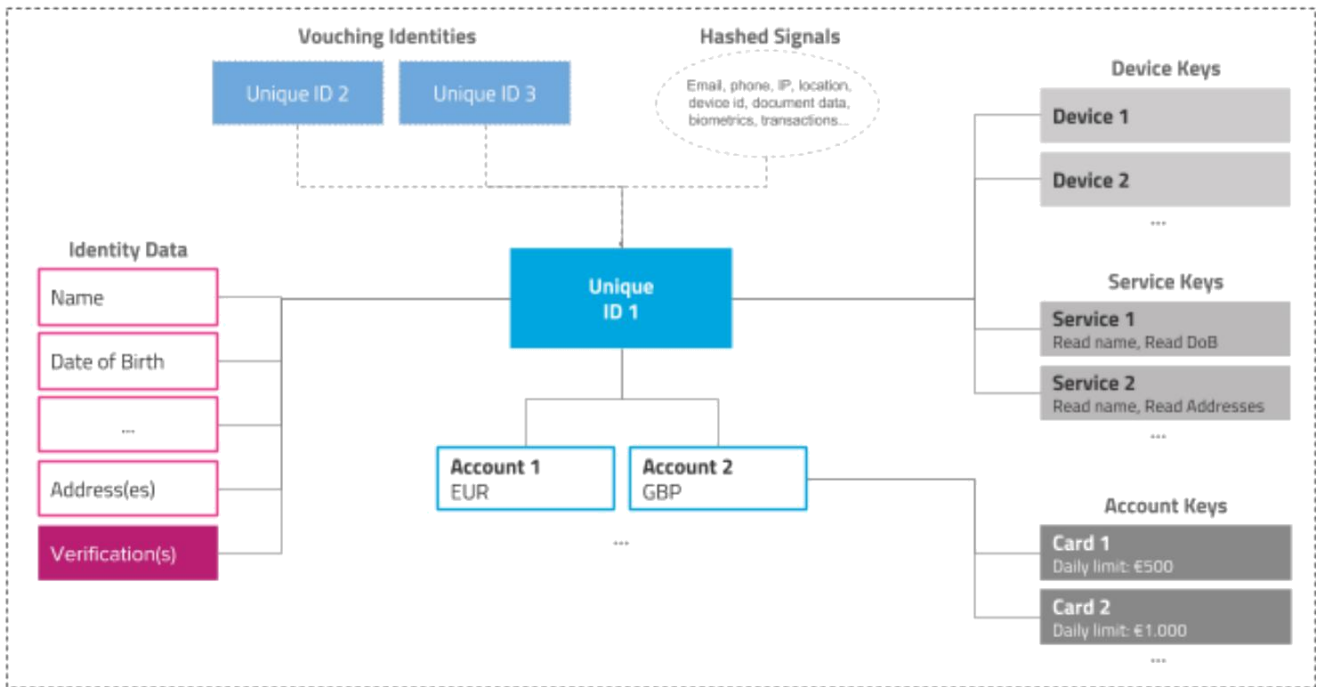 Vouching Identities
Unique ID 2
Unique ID 3
Hashed Signals
Email, phone, IP, location,
device id, document data,
biometrics, transactions...
Device Keys
Device 1
Device 2
...
Identity Data
Name
Date of Birth
...
Address(es)
Verification(s)
Unique
ID 1
Service Keys
Service 1
Read name, Read DoB
Service 2
Read name, Read Addresses
...
Account 1
EUR
Account 2
GBP
...
Account Keys
Card 1
Daily limit: €500
Card 2
Daily limit: €1.000
...